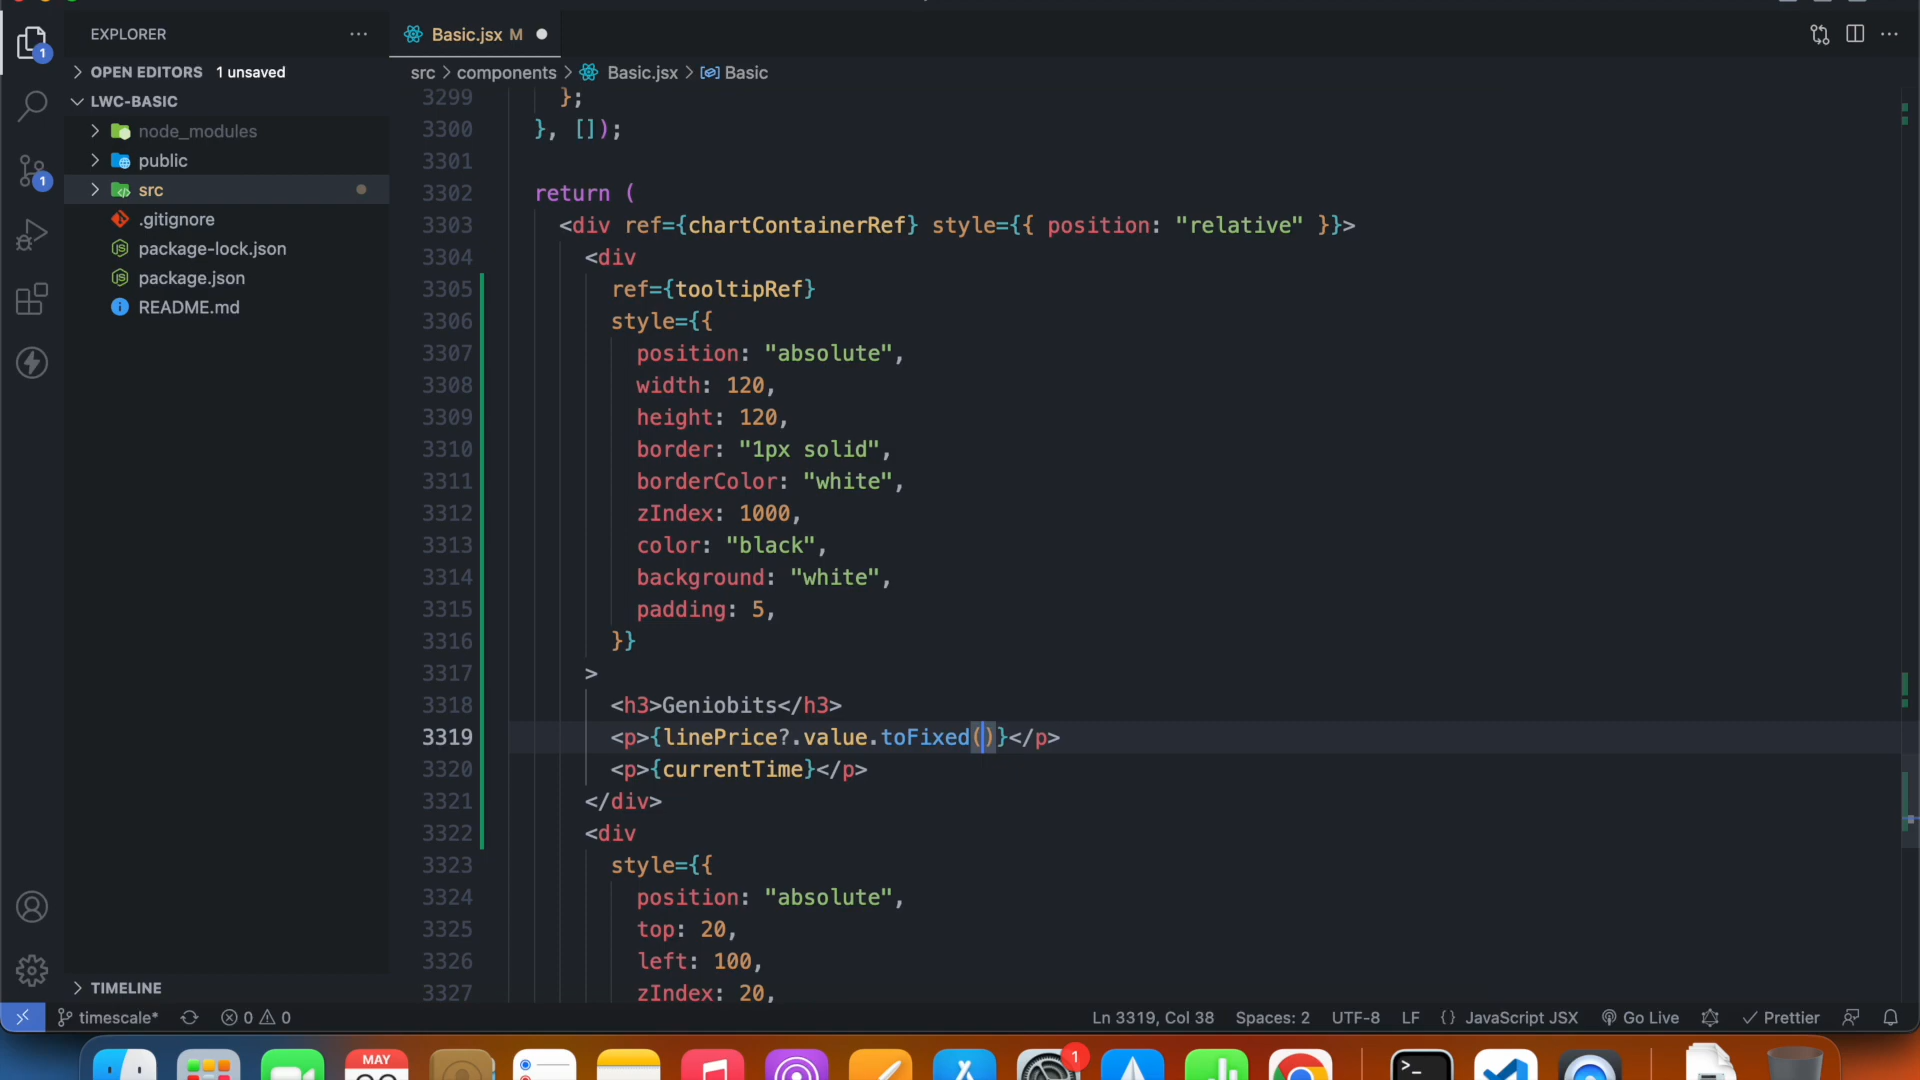 EXPLORER
OPEN EDITORS 1 unsaved
LWC-BASIC
node_modules
public
src
.gitignore
package-lock.json
package.json
README.md
TIMELINE
Basic.jsx M
src > components > Basic.jsx > Basic
3299 };
3300 }, []);
3301
3302 return (
3303 <div ref={chartContainerRef} style={{ position: "relative" }}>
3304 <div
3305 ref={tooltipRef}
3306 style={{
3307 position: "absolute",
3308 width: 120,
3309 height: 120,
3310 border: "1px solid",
3311 borderColor: "white",
3312 zIndex: 1000,
3313 color: "black",
3314 background: "white",
3315 padding: 5,
3316 }}
3317 >
3318 <h3>Geniobits</h3>
3319 <p>{linePrice?.value.toFixed()}</p>
3320 <p>{currentTime}</p>
3321 </div>
3322 <div
3323 style={{
3324 position: "absolute",
3325 top: 20,
3326 left: 100,
3327 zIndex: 20,
timescale* 0 0 Ln 3319, Col 38 Spaces: 2 UTF-8 LF {} JavaScript JSX Go Live Prettier
MAY
1